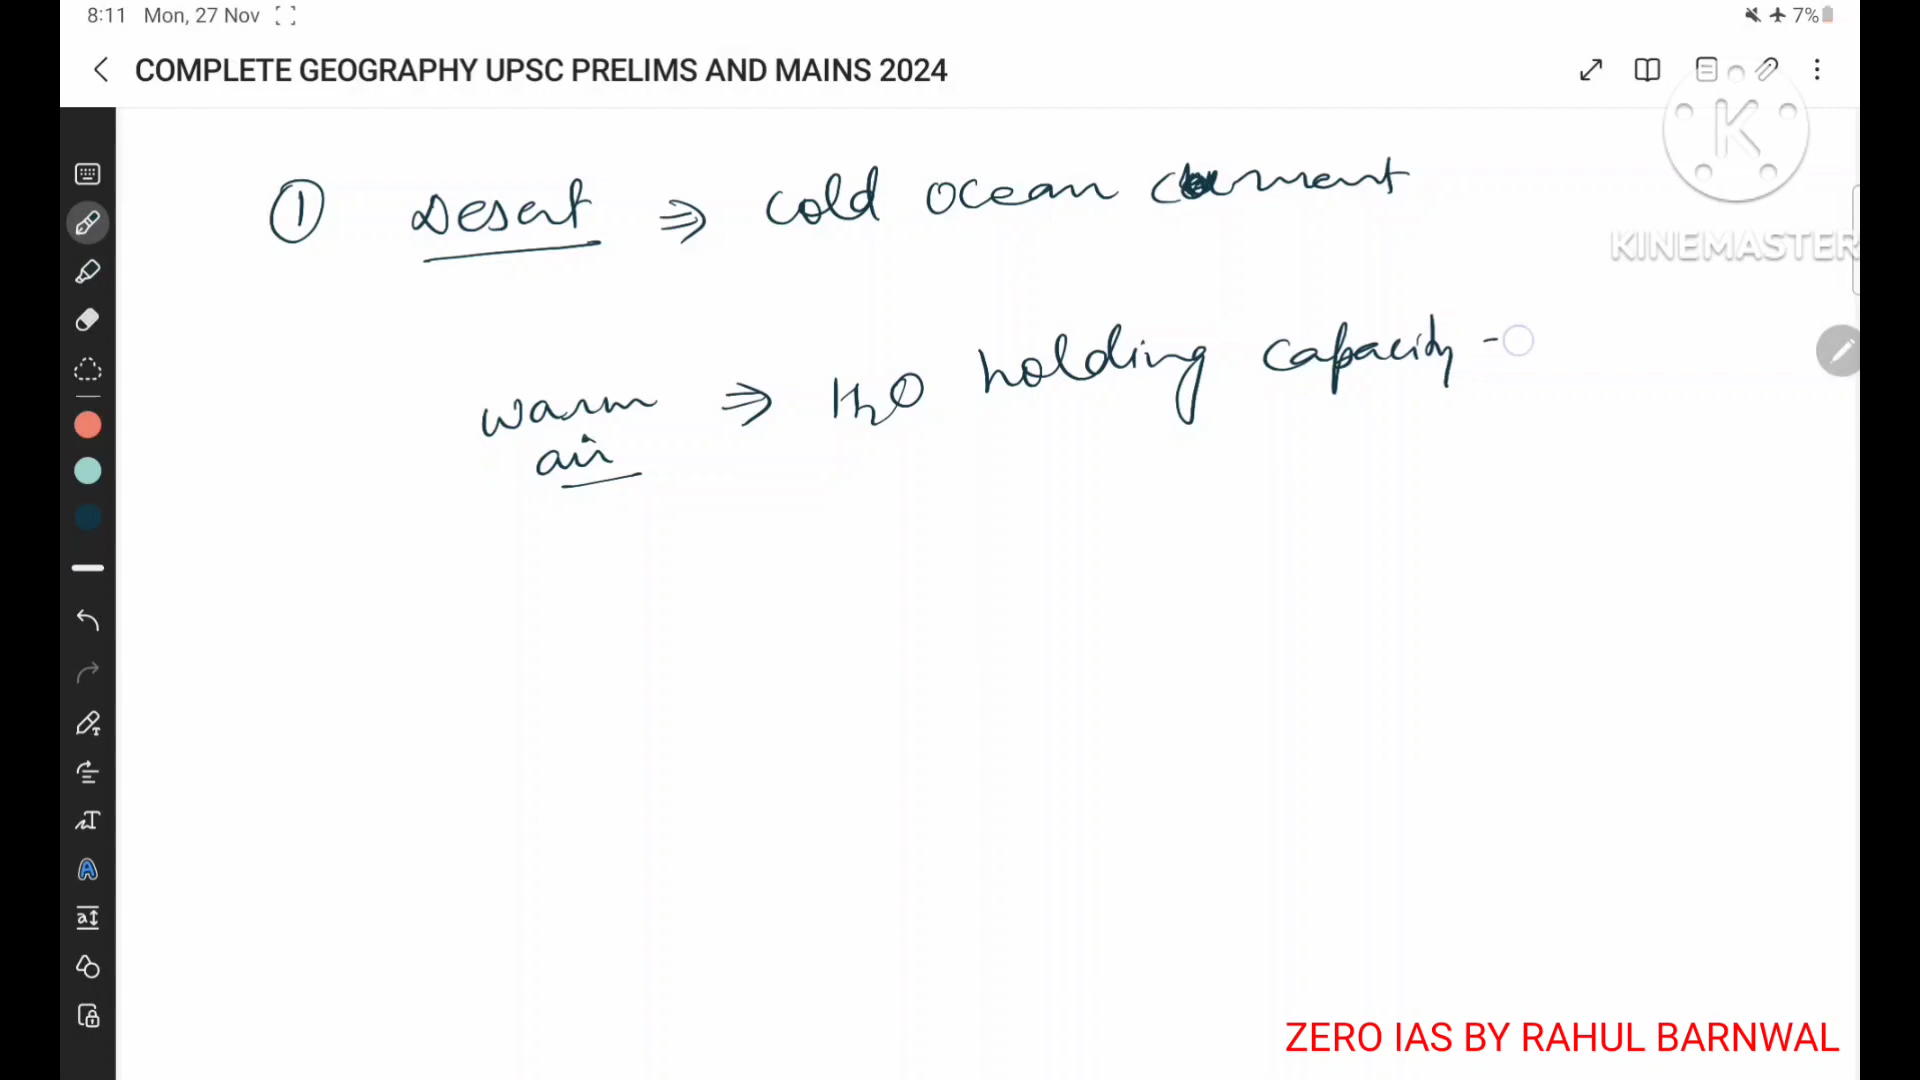 8:11 Mon, 27 Nov 7%
COMPLETE GEOGRAPHY UPSC PRELIMS AND MAINS 2024
K
KINEMASTER
① Desert ⇒ cold ocean current
warm ⇒ H2O holding capacity -
air
ZERO IAS BY RAHUL BARNWAL